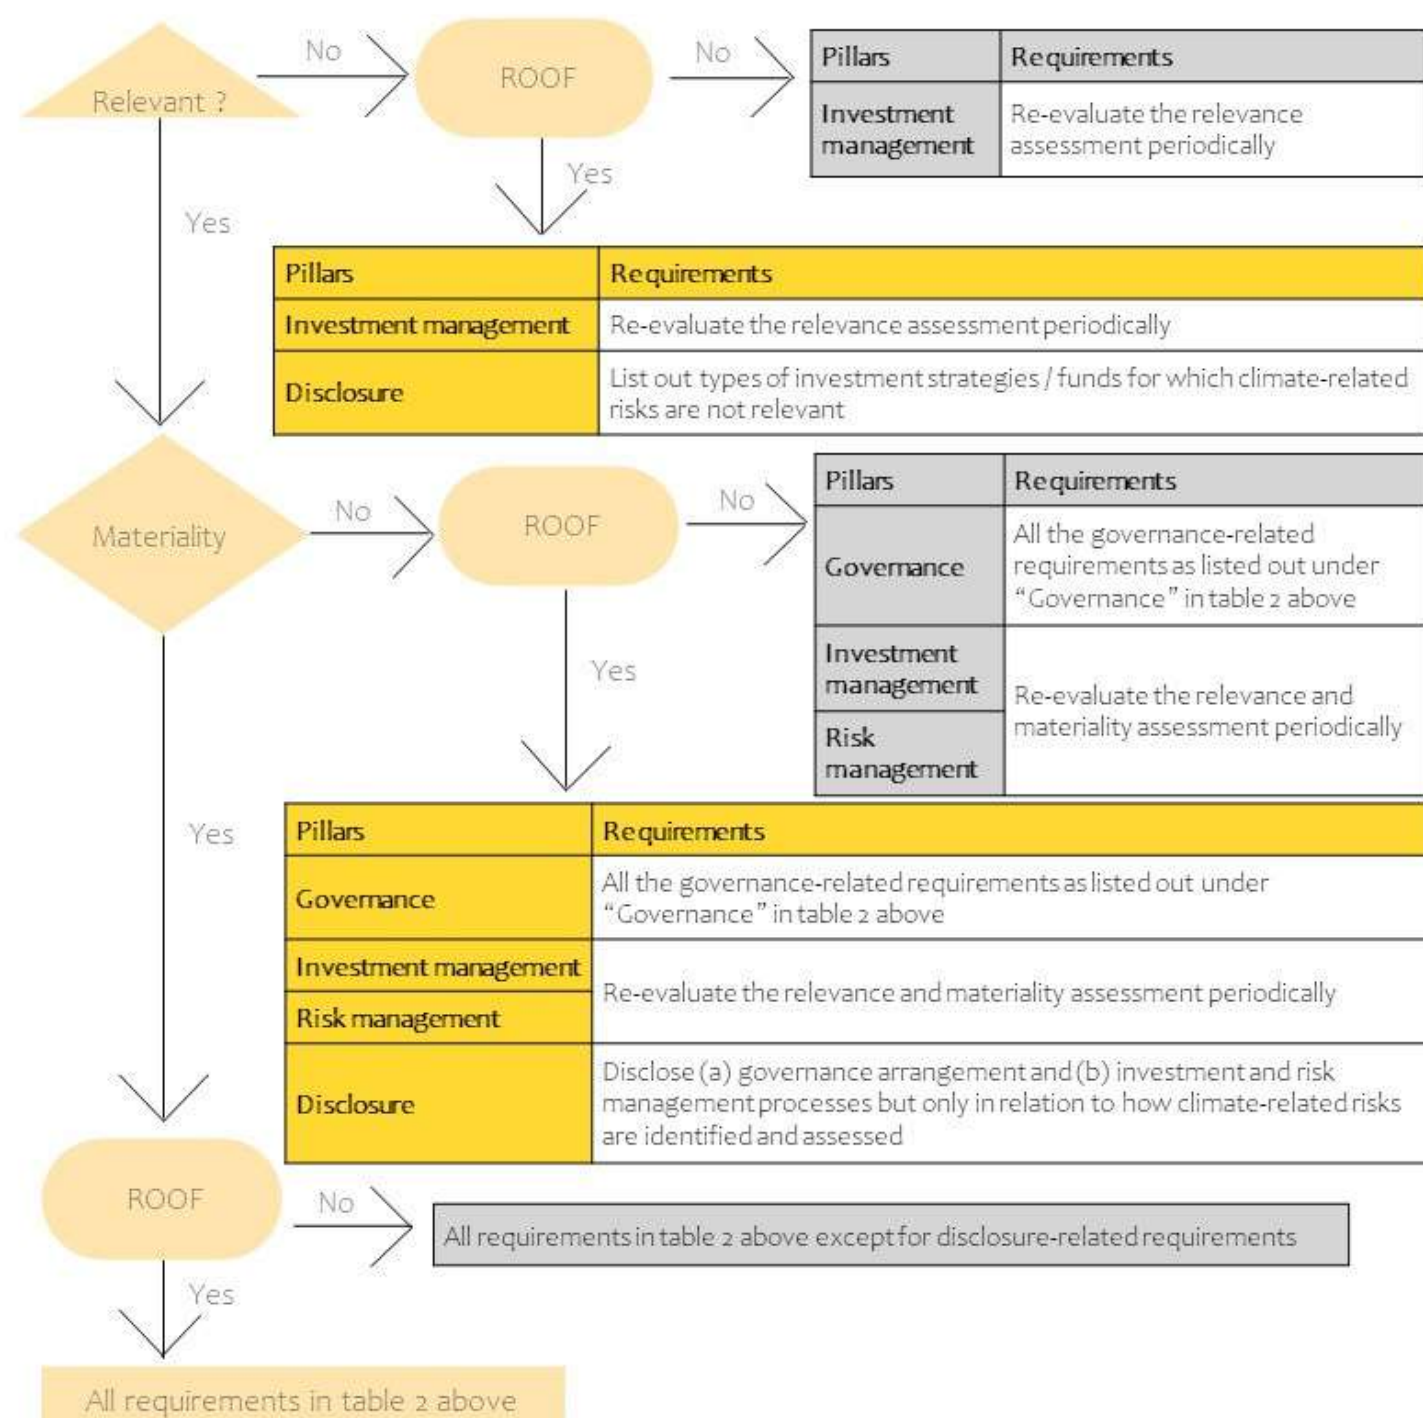 Relevant ?
No
ROOF
No
Pillars Requirements
Investment management Re-evaluate the relevance
assessment periodically
Yes
Yes
Pillars Requirements
Investment management Re-evaluate the relevance assessment periodically
Disclosure List out types of investment strategies / funds for which climate-related
risks are not relevant
Materiality
No
ROOF
No
Pillars Requirements
Governance All the governance-related
requirements as listed out under
“Governance” in table 2 above
Investment
management
Risk
management
Re-evaluate the relevance and
materiality assessment periodically
Yes
Yes
Pillars Requirements
Governance All the governance-related requirements as listed out under
“Governance” in table 2 above
Investment management
Risk management
Re-evaluate the relevance and materiality assessment periodically
Disclosure Disclose (a) governance arrangement and (b) investment and risk
management processes but only in relation to how climate-related risks
are identified and assessed
ROOF
No
All requirements in table 2 above except for disclosure-related requirements
Yes
All requirements in table 2 above